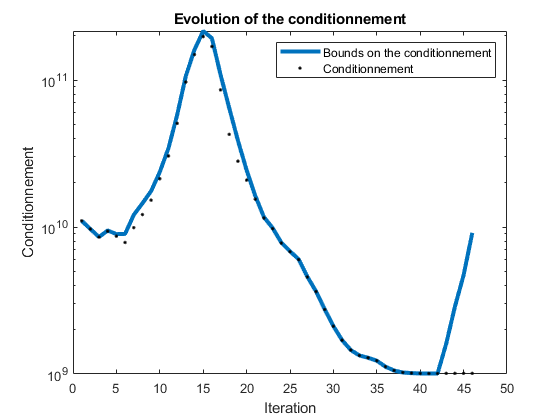 Evolution of the conditionnement
Bounds on the conditionnement
Conditionnement
Conditionnement
10^11
10^10
10^9
0 5 10 15 20 25 30 35 40 45 50
Iteration